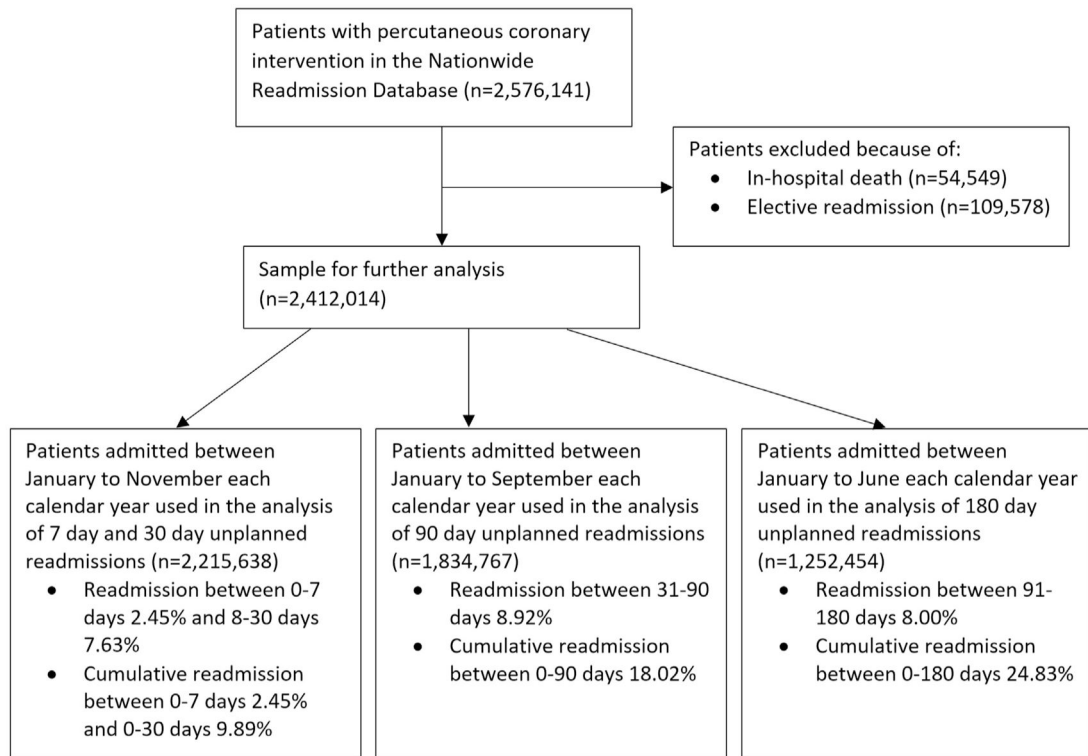 Patients with percutaneous coronary
intervention in the Nationwide
Readmission Database (n=2,576,141)
Patients excluded because of:
● In-hospital death (n=54,549)
● Elective readmission (n=109,578)
Sample for further analysis
(n=2,412,014)
Patients admitted between
January to November each
calendar year used in the analysis
of 7 day and 30 day unplanned
readmissions (n=2,215,638)
● Readmission between 0-7
days 2.45% and 8-30 days
7.63%
● Cumulative readmission
between 0-7 days 2.45%
and 0-30 days 9.89%
Patients admitted between
January to September each
calendar year used in the analysis
of 90 day unplanned readmissions
(n=1,834,767)
● Readmission between 31-90
days 8.92%
● Cumulative readmission
between 0-90 days 18.02%
Patients admitted between
January to June each calendar year
used in the analysis of 180 day
unplanned readmissions
(n=1,252,454)
● Readmission between 91-
180 days 8.00%
● Cumulative readmission
between 0-180 days 24.83%